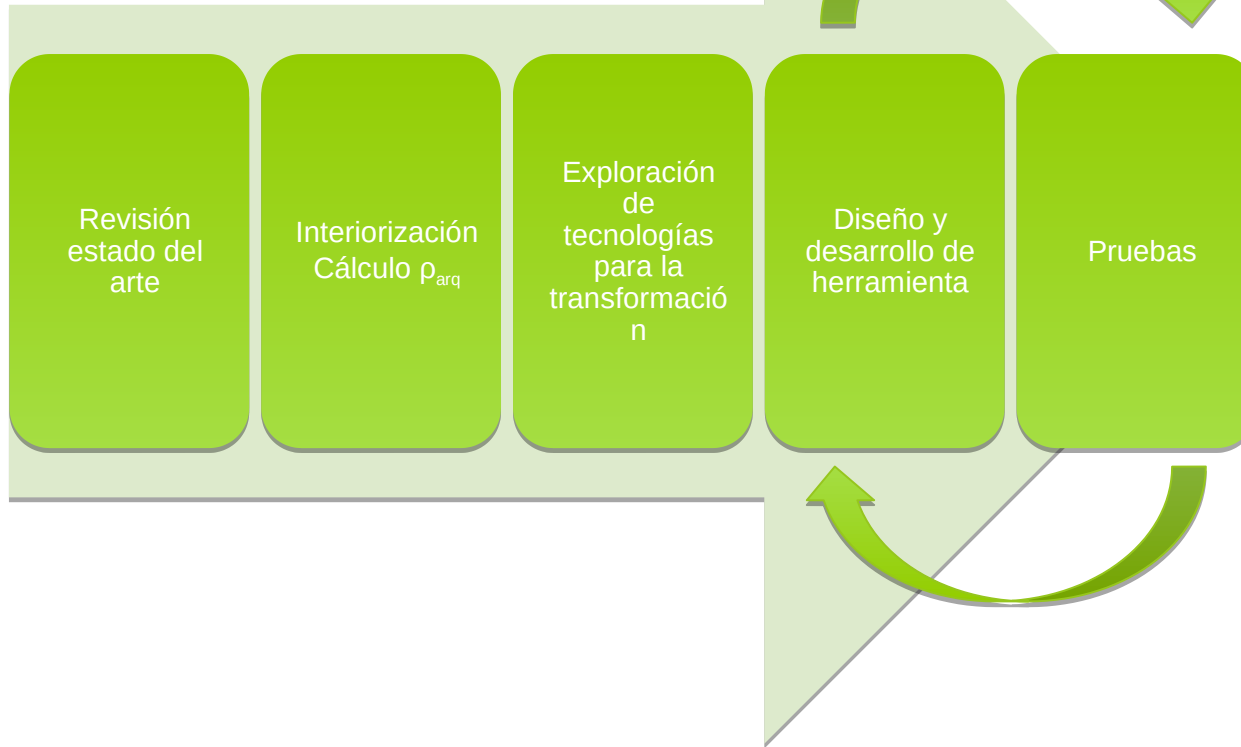 Revisión
estado del
arte
Interiorización
Cálculo ρarq
Exploración
de
tecnologías
para la
transformació
n
Diseño y
desarrollo de
herramienta
Pruebas